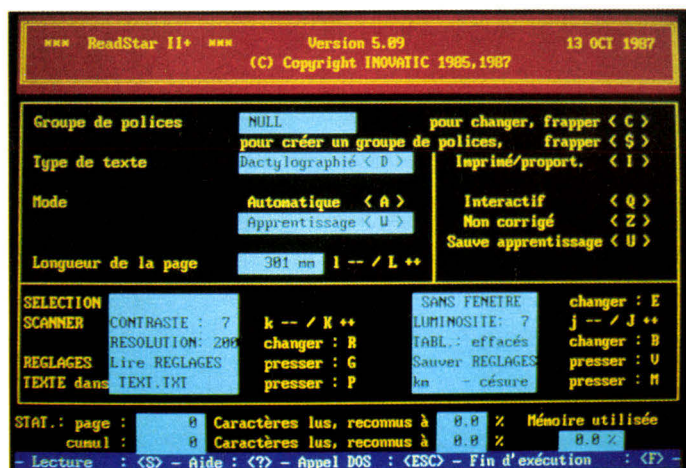 *** ReadStar II+ *** Version 5.09 13 OCT 1987
(C) Copyright INOVATIC 1985,1987
Groupe de polices NULL pour changer, frapper < C >
pour créer un groupe de polices, frapper < $ >
Type de texte Dactylographié < D > Imprimé/proport. < I >
Mode Automatique < A > Interactif < Q >
Apprentissage < W > Non corrigé < Z >
Sauve apprentissage < U >
Longueur de la page 301 mm l -- / L ++
SELECTION SANS FENETRE changer : E
SCANNER CONTRASTE : 7 k -- / K ++ LUMINOSITE: 7 j -- / J ++
RESOLUTION: 200 changer : R TABL.: effacés changer : B
REGLAGES Lire REGLAGES presser : G Sauver REGLAGES presser : V
TEXTE dans TEXT.TXT presser : P km - césure presser : M
STAT.: page : 0 Caractères lus, reconnus à 0.0 % Mémoire utilisée
cumul : 0 Caractères lus, reconnus à 0.0 % 0.0 %
- Lecture : <S> - Aide : <?> - Appel DOS : <ESC> - Fin d'exécution : <F> -